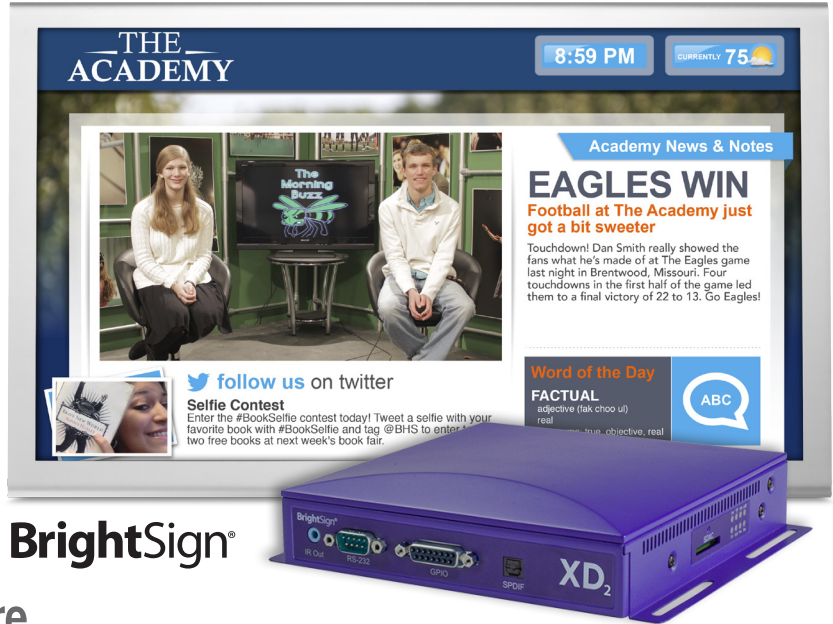 THE
ACADEMY
8:59 PM
CURRENTLY 75
Academy News & Notes
The
Morning
Buzz
EAGLES WIN
Football at The Academy just
got a bit sweeter
Touchdown! Dan Smith really showed the
fans what he's made of at The Eagles game
last night in Brentwood, Missouri. Four
touchdowns in the first half of the game led
them to a final victory of 22 to 13. Go Eagles!
follow us on twitter
Selfie Contest
Enter the #BookSelfie contest today! Tweet a selfie with your
favorite book with #BookSelfie and tag @BHS to enter
two free books at next week's book fair.
Word of the Day
FACTUAL
adjective (fak choo ul)
real
true, objective, real
ABC
BrightSign®
BrightSign®
IR Out
RS-232
GPIO
SPDIF
XD2
SDHC
re